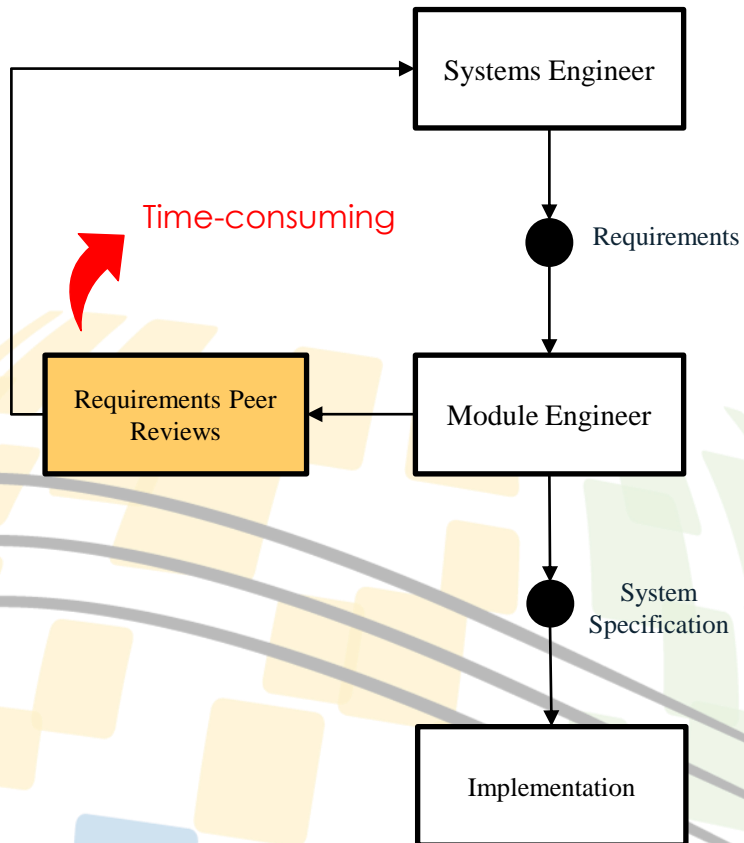 Systems Engineer
Time-consuming
Requirements
Requirements Peer
Reviews
Module Engineer
System
Specification
Implementation